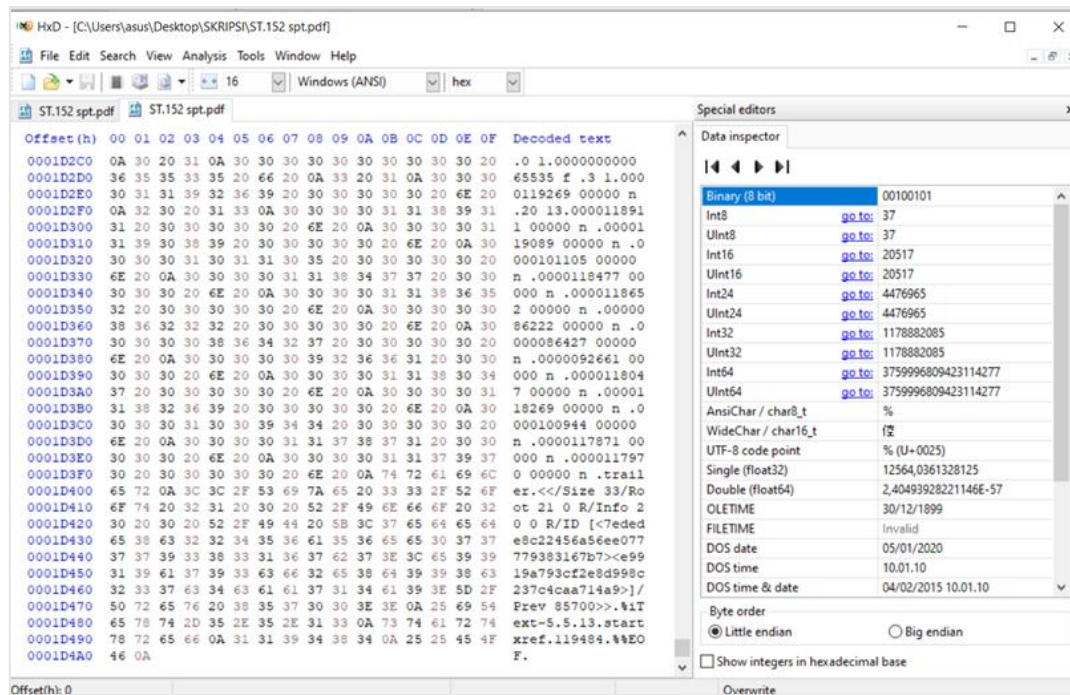 HxD - [C:\Users\asus\Desktop\SKRIPSI\ST.152 spt.pdf]
File Edit Search View Analysis Tools Window Help
16 Windows (ANSI) hex
ST.152 spt.pdf ST.152 spt.pdf
Offset(h) 00 01 02 03 04 05 06 07 08 09 0A 0B 0C 0D 0E 0F Decoded text
0001D2C0 0A 30 20 31 0A 30 30 30 30 30 30 30 30 30 30 20 .0 1.0000000000
0001D2D0 36 35 35 33 35 20 66 20 0A 33 20 31 0A 30 30 30 65535 f .3 1.000
0001D2E0 30 31 31 39 32 36 39 20 30 30 30 30 30 20 6E 20 0119269 00000 n
0001D2F0 0A 32 30 20 31 33 0A 30 30 30 30 31 31 38 39 31 .20 13.000011891
0001D300 31 20 30 30 30 30 30 20 6E 20 0A 30 30 30 30 31 1 00000 n .00001
0001D310 31 39 30 38 39 20 30 30 30 30 30 20 6E 20 0A 30 19089 00000 n .0
0001D320 30 30 30 31 30 31 31 30 35 20 30 30 30 30 30 20 000101105 00000
0001D330 6E 20 0A 30 30 30 30 31 31 38 34 37 37 20 30 30 n .0000118477 00
0001D340 30 30 30 20 6E 20 0A 30 30 30 30 31 31 38 36 35 000 n .000011865
0001D350 32 20 30 30 30 30 30 20 6E 20 0A 30 30 30 30 30 2 00000 n .00000
0001D360 38 36 32 32 32 20 30 30 30 30 30 20 6E 20 0A 30 86222 00000 n .0
0001D370 30 30 30 30 38 36 34 32 37 20 30 30 30 30 30 20 000086427 00000
0001D380 6E 20 0A 30 30 30 30 30 39 32 36 36 31 20 30 30 n .0000092661 00
0001D390 30 30 30 20 6E 20 0A 30 30 30 30 31 31 38 30 34 000 n .000011804
0001D3A0 37 20 30 30 30 30 30 20 6E 20 0A 30 30 30 30 31 7 00000 n .00001
0001D3B0 31 38 32 36 39 20 30 30 30 30 30 20 6E 20 0A 30 18269 00000 n .0
0001D3C0 30 30 30 31 30 30 39 34 34 20 30 30 30 30 30 20 000100944 00000
0001D3D0 6E 20 0A 30 30 30 30 31 31 37 38 37 31 20 30 30 n .0000117871 00
0001D3E0 30 30 30 20 6E 20 0A 30 30 30 30 31 31 37 39 37 000 n .000011797
0001D3F0 30 20 30 30 30 30 30 20 6E 20 0A 74 72 61 69 6C 0 00000 n .trail
0001D400 65 72 0A 3C 3C 2F 53 69 7A 65 20 33 33 2F 52 6F er.<</Size 33/Ro
0001D410 6F 74 20 32 31 20 30 20 52 2F 49 6E 66 6F 20 32 ot 21 0 R/Info 2
0001D420 30 20 30 20 52 2F 49 44 20 5B 3C 37 65 64 65 64 0 0 R/ID [<7eded
0001D430 65 38 63 32 32 34 35 36 61 35 36 65 65 30 37 37 e8c22456a56ee077
0001D440 37 37 39 33 38 33 31 36 37 62 37 3E 3C 65 39 39 779383167b7><e99
0001D450 31 39 61 37 39 33 63 66 32 65 38 64 39 39 38 63 19a793cf2e8d998c
0001D460 32 33 37 63 34 63 61 61 37 31 34 61 39 3E 5D 2F 237c4caa714a9>]/
0001D470 50 72 65 76 20 38 35 37 30 30 3E 3E 0A 25 69 54 Prev 85700>>.%iT
0001D480 65 78 74 2D 35 2E 35 2E 31 33 0A 73 74 61 72 74 ext-5.5.13.start
0001D490 78 72 65 66 0A 31 31 39 34 38 34 0A 25 25 45 4F xref.119484.%%EO
0001D4A0 46 0A F.
Special editors
Data inspector
Binary (8 bit) 00100101
Int8 go to: 37
UInt8 go to: 37
Int16 go to: 20517
UInt16 go to: 20517
Int24 go to: 4476965
UInt24 go to: 4476965
Int32 go to: 1178882085
UInt32 go to: 1178882085
Int64 go to: 3759996809423114277
UInt64 go to: 3759996809423114277
AnsiChar / char8_t %
WideChar / char16_t
UTF-8 code point % (U+0025)
Single (float32) 12564,0361328125
Double (float64) 2,40493928221146E-57
OLETIME 30/12/1899
FILETIME Invalid
DOS date 05/01/2020
DOS time 10.01.10
DOS time & date 04/02/2015 10.01.10
Byte order
Little endian Big endian
Show integers in hexadecimal base
Offset(h): 0 Overwrite